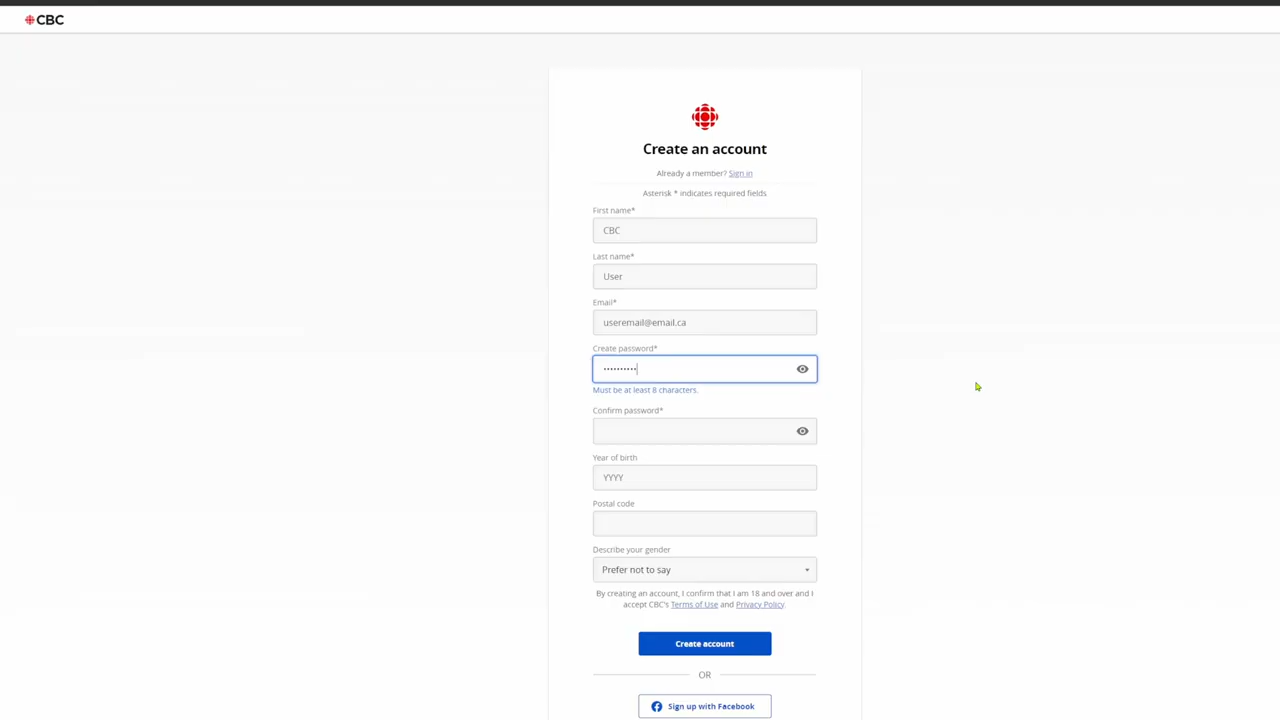 CBC
Create an account
Already a member? Sign in
Asterisk * indicates required fields
First name*
CBC
Last name*
User
Email*
useremail@email.ca
Create password*
••••••••••
Must be at least 8 characters.
Confirm password*
Year of birth
YYYY
Postal code
Describe your gender
Prefer not to say
By creating an account, I confirm that I am 18 and over and I
accept CBC's Terms of Use and Privacy Policy.
Create account
OR
Sign up with Facebook